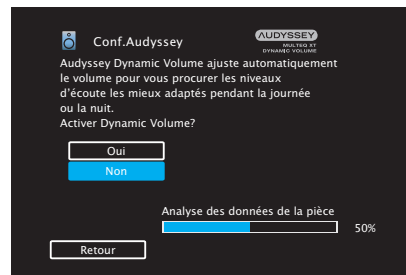 Conf.Audyssey
AUDYSSEY
MULTEQ XT
DYNAMIC VOLUME
Audyssey Dynamic Volume ajuste automatiquement
le volume pour vous procurer les niveaux
d'écoute les mieux adaptés pendant la journée
ou la nuit.
Activer Dynamic Volume?
Oui
Non
Analyse des données de la pièce
50%
Retour